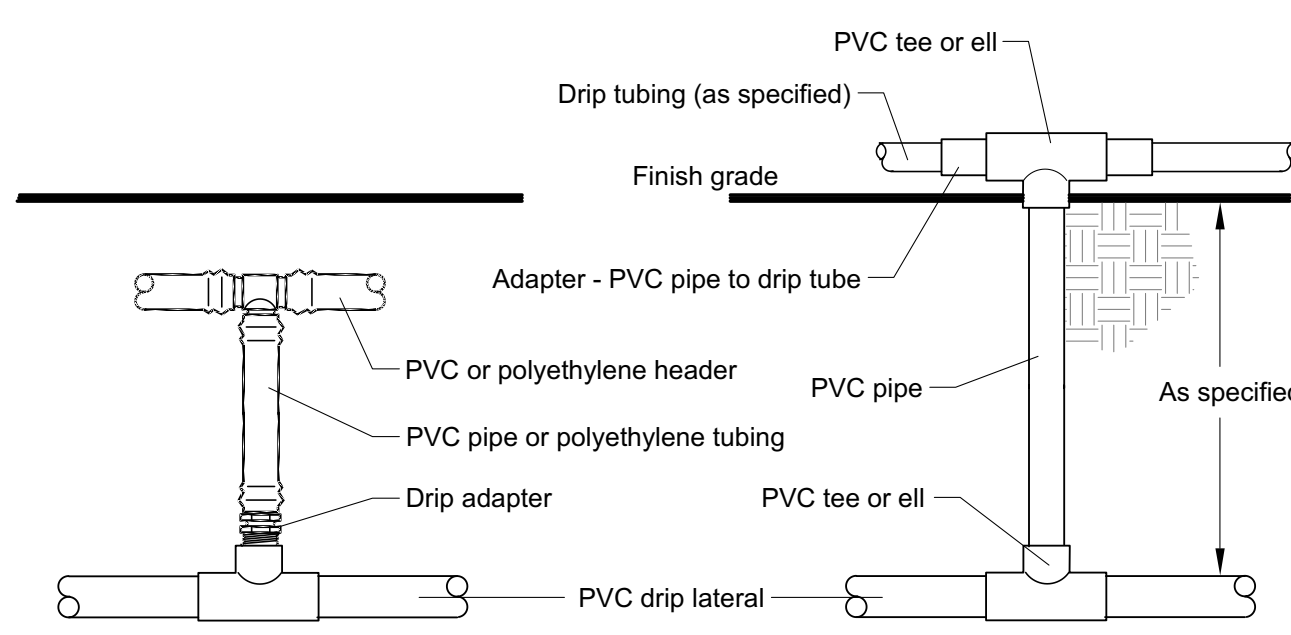 PVC tee or ell
Drip tubing (as specified)
Finish grade
Adapter - PVC pipe to drip tube
PVC or polyethylene header
PVC pipe
As specified
PVC pipe or polyethylene tubing
Drip adapter
PVC tee or ell
PVC drip lateral